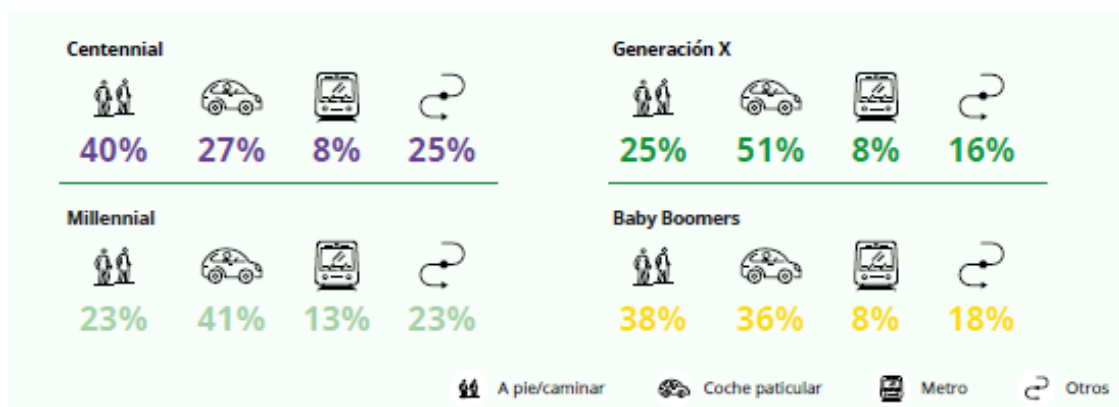 Centennial
40% 27% 8% 25%
Generación X
25% 51% 8% 16%
Millennial
23% 41% 13% 23%
Baby Boomers
38% 36% 8% 18%
A pie/caminar Coche paticular Metro Otros